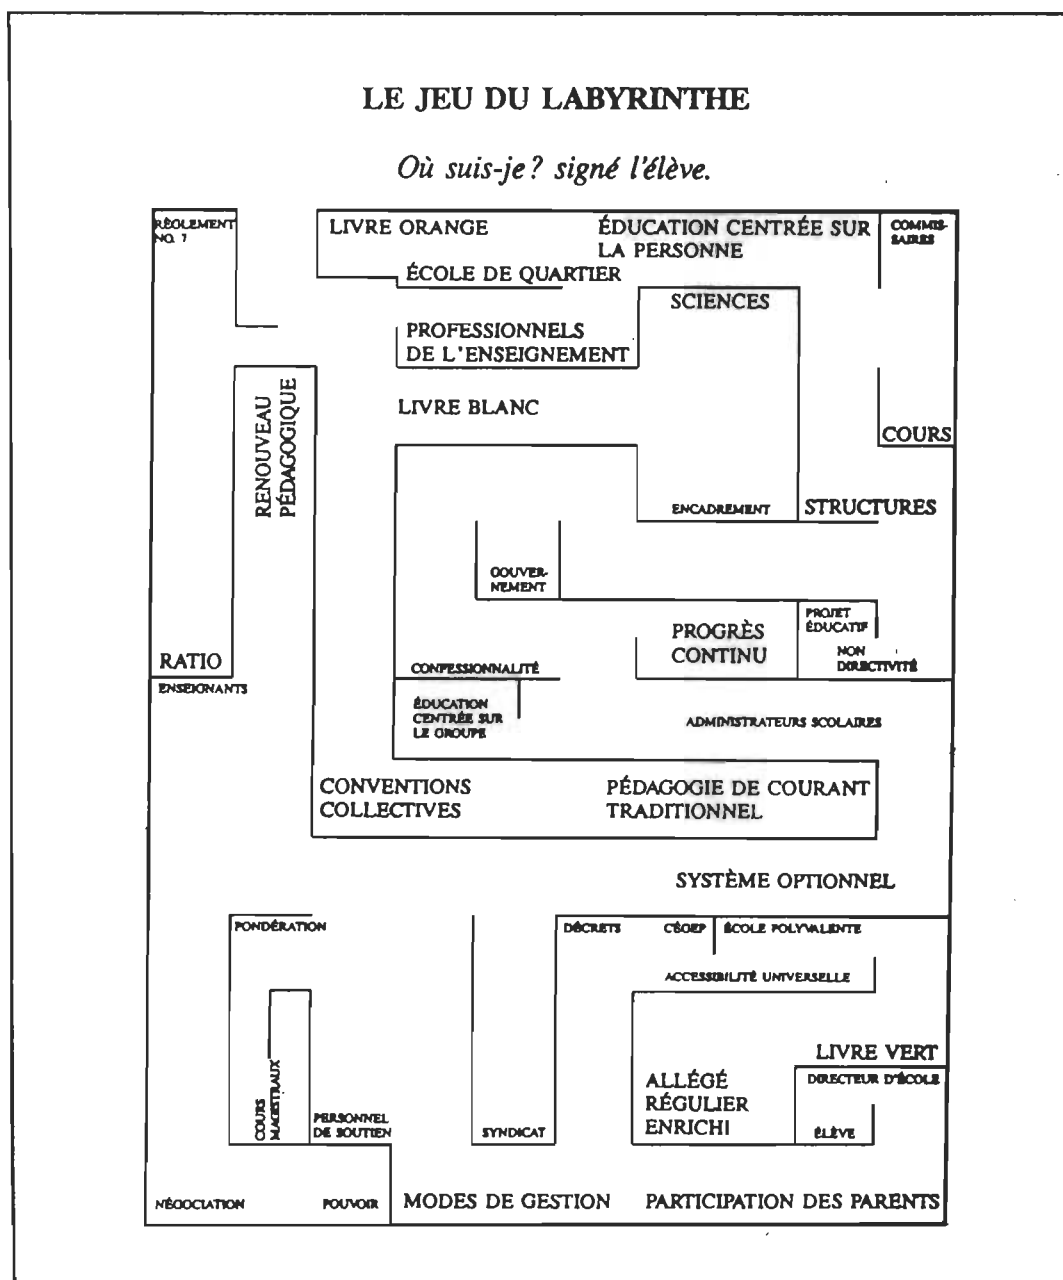 LE JEU DU LABYRINTHE
Où suis-je? signé l'élève.
RÈGLEMENT
NO. 7
LIVRE ORANGE
ÉDUCATION CENTRÉE SUR
LA PERSONNE
COMMIS-
SAIRES
ÉCOLE DE QUARTIER
SCIENCES
PROFESSIONNELS
DE L'ENSEIGNEMENT
RENOUVEAU
PÉDAGOGIQUE
LIVRE BLANC
COURS
ENCADREMENT
STRUCTURES
GOUVER-
NEMENT
PROJET
ÉDUCATIF
PROGRÈS
CONTINU
NON
DIRECTIVITÉ
RATIO
CONFESSIONNALITÉ
ENSEIGNANTS
ÉDUCATION
CENTRÉE SUR
LE GROUPE
ADMINISTRATEURS SCOLAIRES
CONVENTIONS
COLLECTIVES
PÉDAGOGIE DE COURANT
TRADITIONNEL
SYSTÈME OPTIONNEL
PONDÉRATION
DÉCRETS
CÉGEP
ÉCOLE POLYVALENTE
ACCESSIBILITÉ UNIVERSELLE
LIVRE VERT
COURS
MAGISTRAUX
PERSONNEL
DE SOUTIEN
SYNDICAT
ALLÉGÉ
RÉGULIER
ENRICHI
DIRECTEUR D'ÉCOLE
ÉLÈVE
NÉGOCIATION
POUVOIR
MODES DE GESTION
PARTICIPATION DES PARENTS